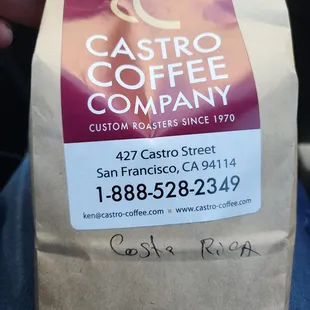 CASTRO
COFFEE
COMPANY
CUSTOM ROASTERS SINCE 1970
427 Castro Street
San Francisco, CA 94114
1-888-528-2349
ken@castro-coffee.com ■ www.castro-coffee.com
Costa RICA